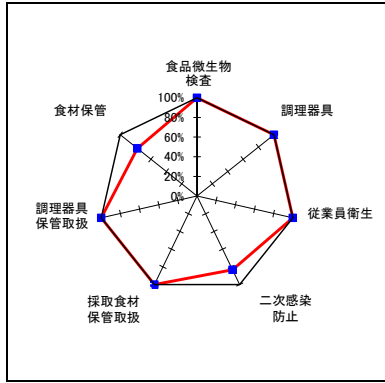 食品微生物
検査
100%
80%
60%
40%
20%
0%
調理器具
従業員衛生
二次感染
防止
採取食材
保管取扱
調理器具
保管取扱
食材保管